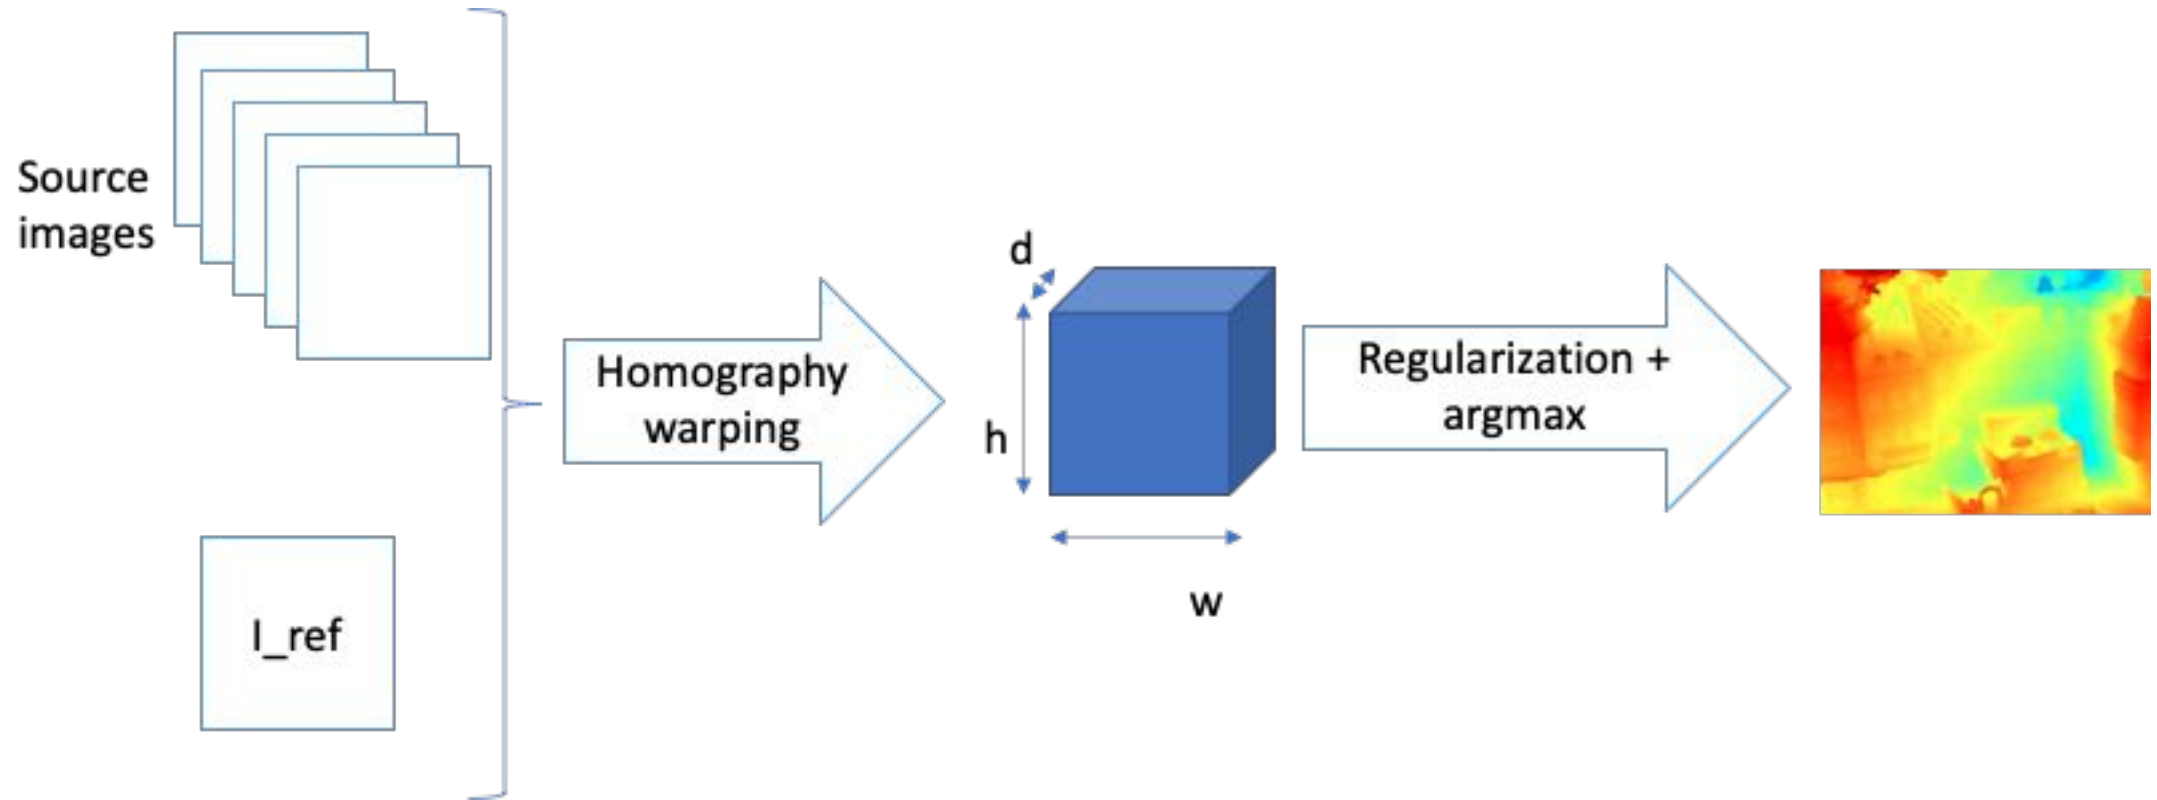 Source
images
I_ref
Homography
warping
d
h
w
Regularization +
argmax